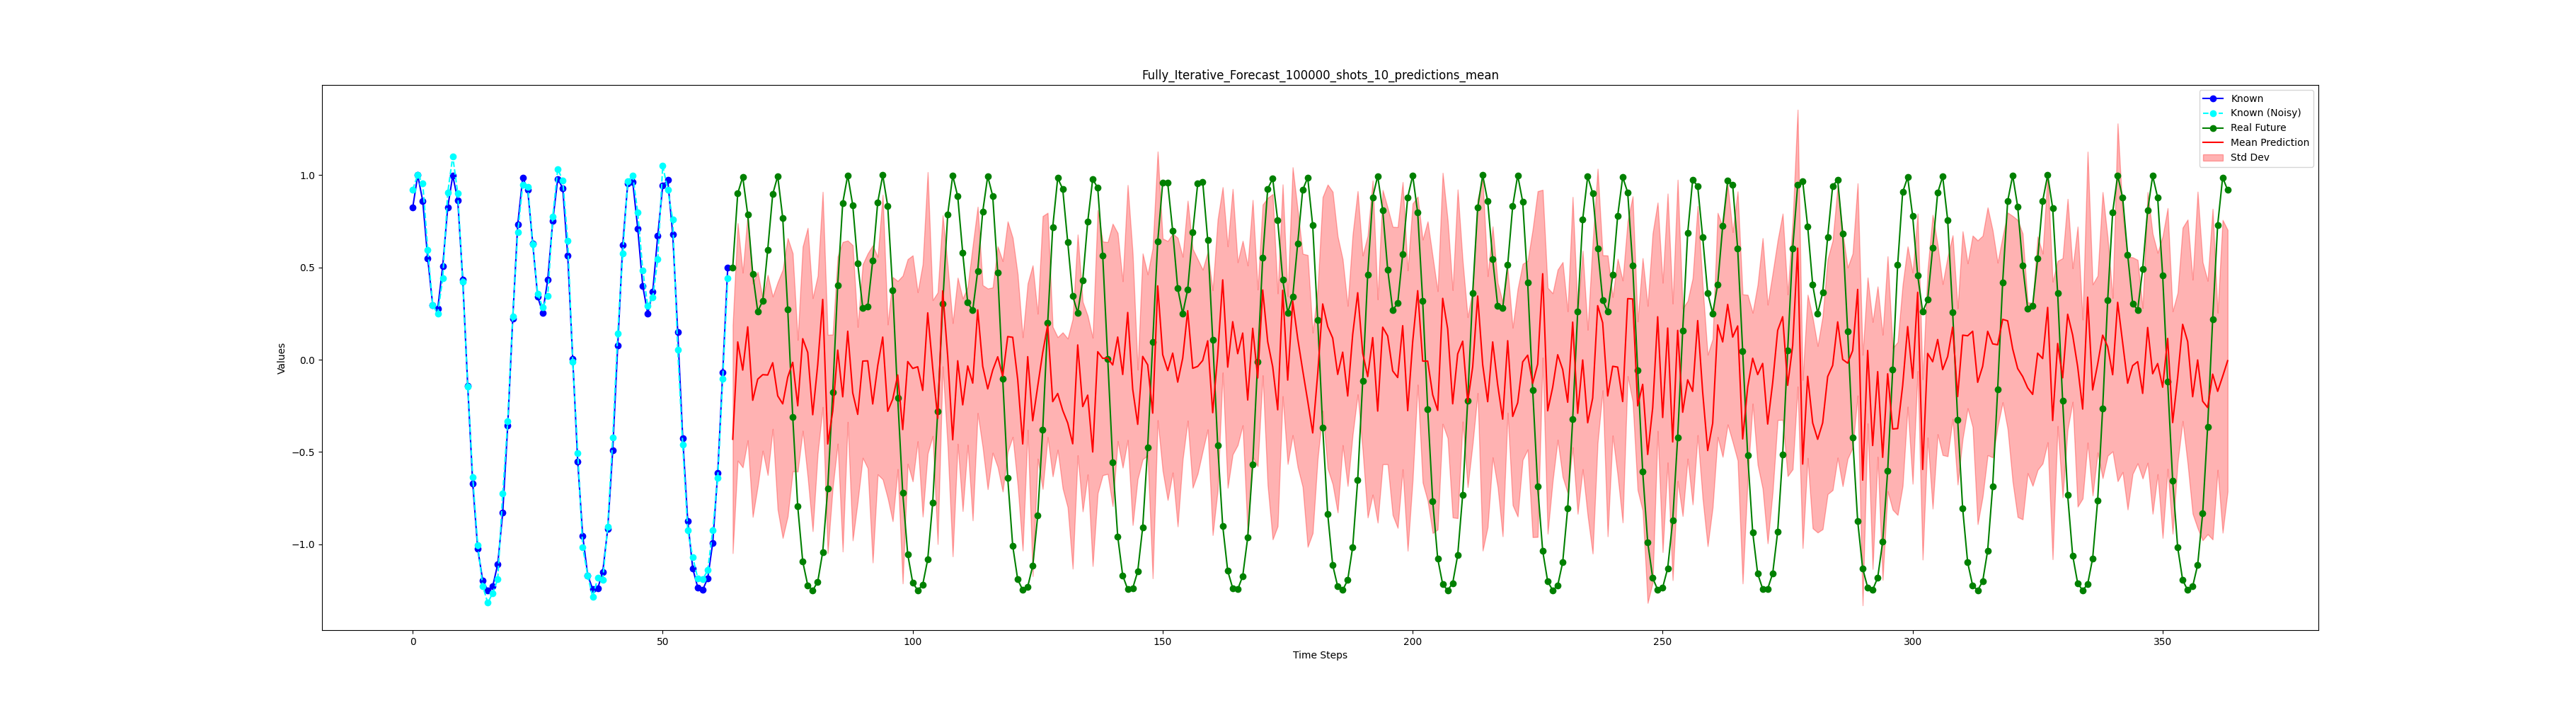 Fully_Iterative_Forecast_100000_shots_10_predictions_mean
Known
Known (Noisy)
Real Future
Mean Prediction
Std Dev
1.0
0.5
0.0
−0.5
−1.0
Values
0 50 100 150 200 250 300 350
Time Steps